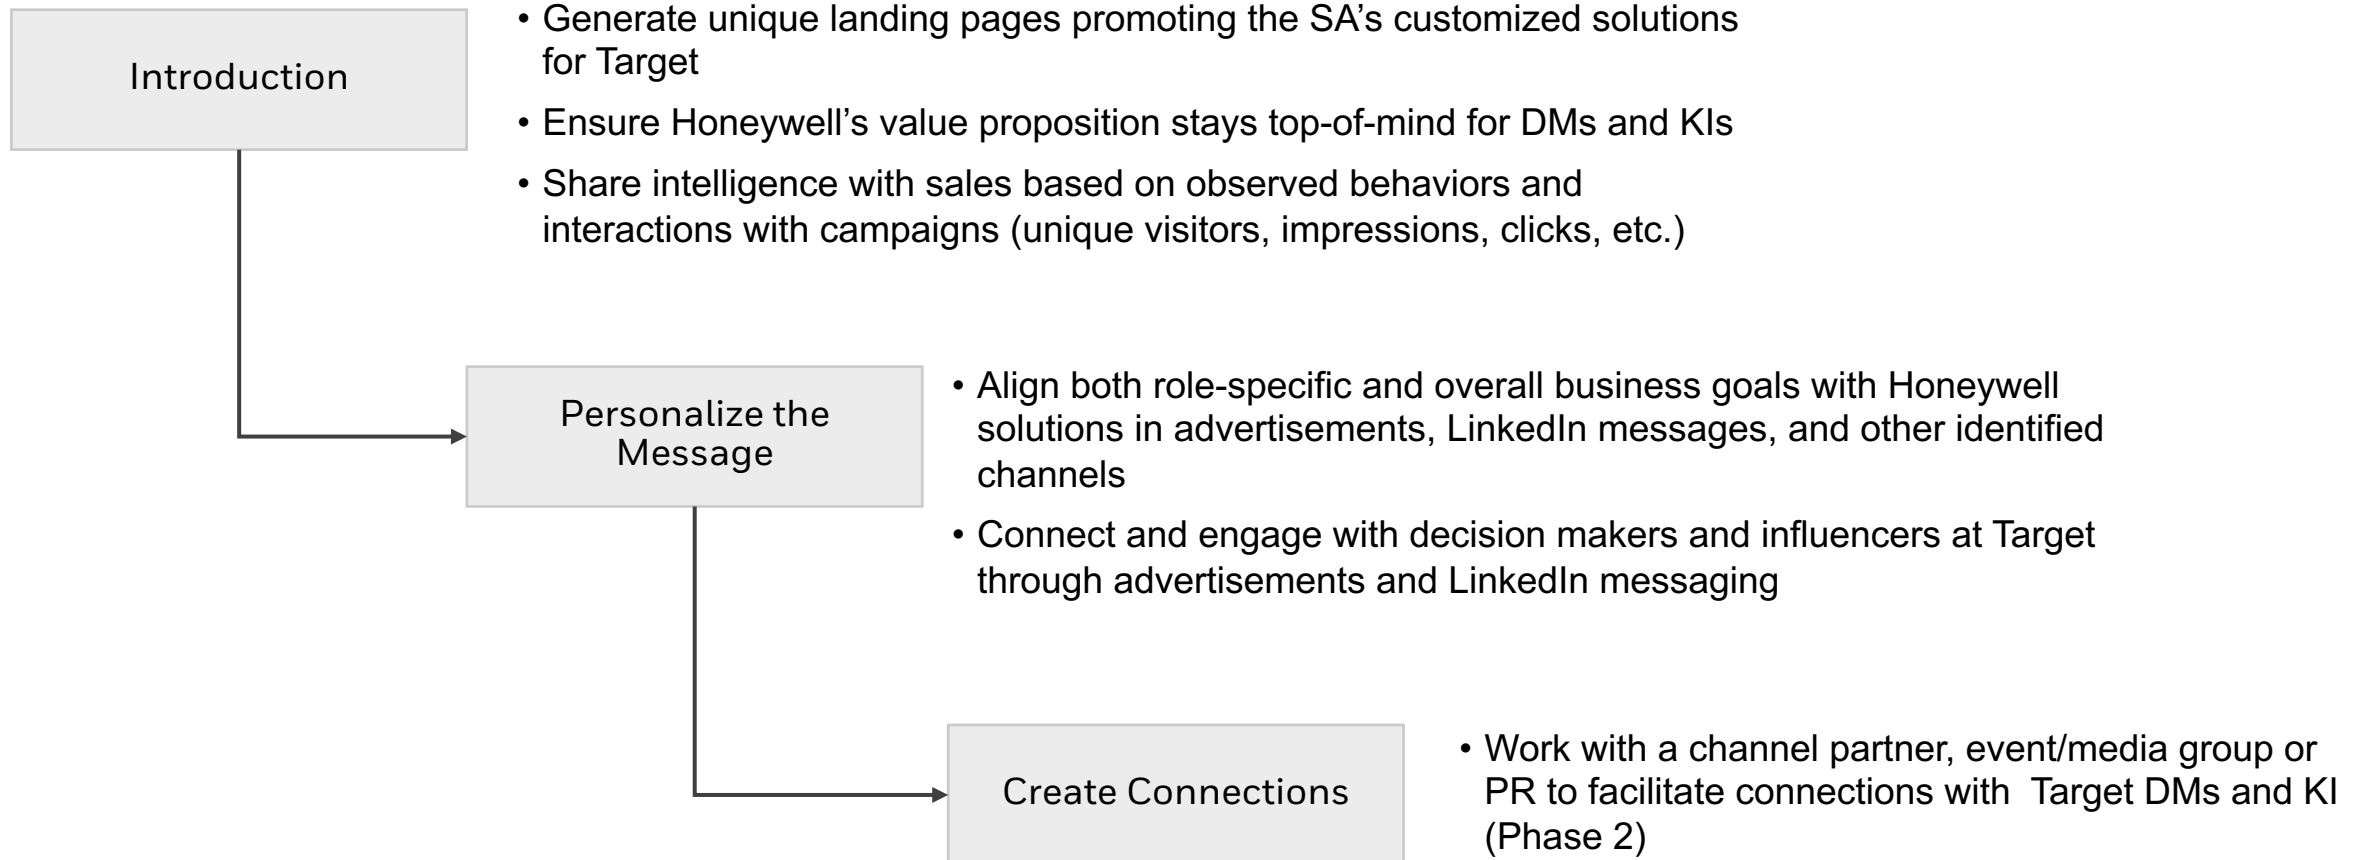 Introduction
• Generate unique landing pages promoting the SA’s customized solutions
for Target
• Ensure Honeywell’s value proposition stays top-of-mind for DMs and KIs
• Share intelligence with sales based on observed behaviors and
interactions with campaigns (unique visitors, impressions, clicks, etc.)
Personalize the
Message
• Align both role-specific and overall business goals with Honeywell
solutions in advertisements, LinkedIn messages, and other identified
channels
• Connect and engage with decision makers and influencers at Target
through advertisements and LinkedIn messaging
Create Connections
• Work with a channel partner, event/media group or
PR to facilitate connections with  Target DMs and KI
(Phase 2)